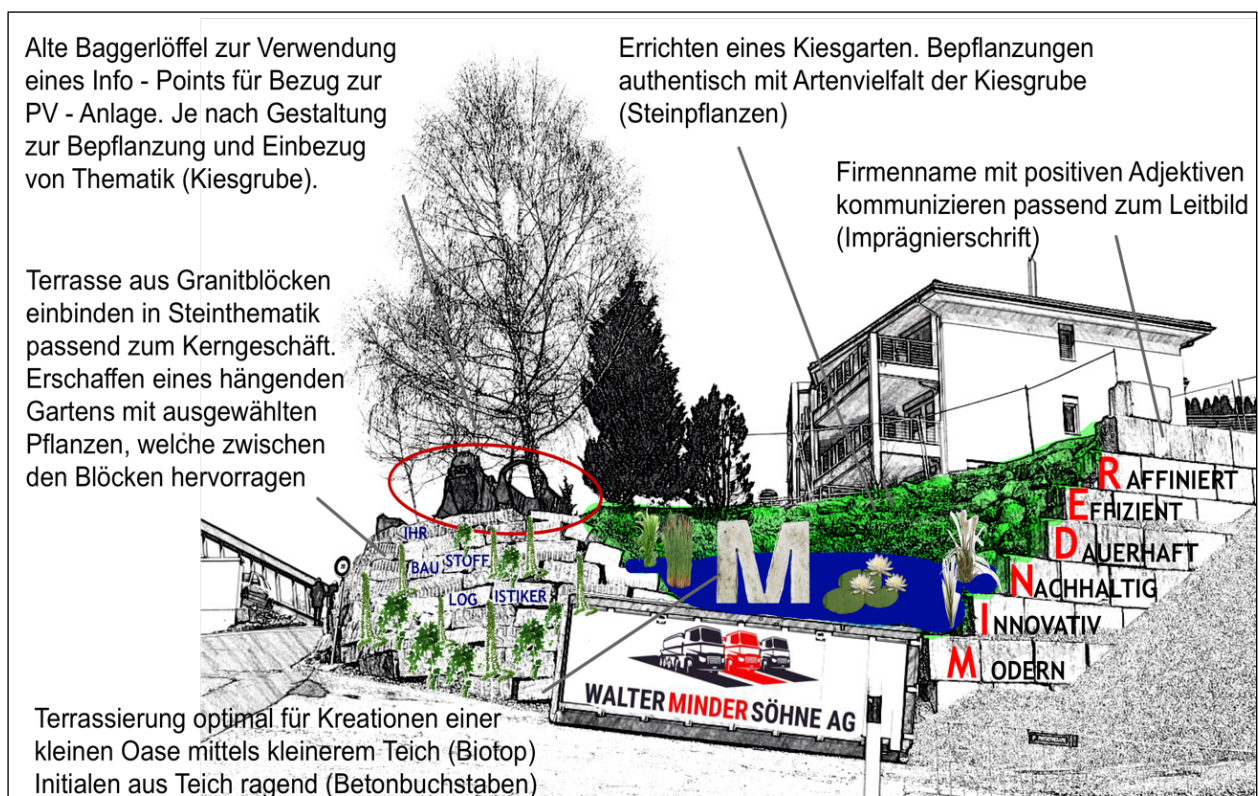 Alte Baggerlöffel zur Verwendung
eines Info - Points für Bezug zur
PV - Anlage. Je nach Gestaltung
zur Bepflanzung und Einbezug
von Thematik (Kiesgrube).
Errichten eines Kiesgarten. Bepflanzungen
authentisch mit Artenvielfalt der Kiesgrube
(Steinpflanzen)
Firmenname mit positiven Adjektiven
kommunizieren passend zum Leitbild
(Imprägnierschrift)
Terrasse aus Granitblöcken
einbinden in Steinthematik
passend zum Kerngeschäft.
Erschaffen eines hängenden
Gartens mit ausgewählten
Pflanzen, welche zwischen
den Blöcken hervorragen
IHR
BAU STOFF
LOG ISTIKER
M
RAFFINIERT
EFFIZIENT
DAUERHAFT
NACHHALTIG
INNOVATIV
MODERN
WALTER MINDER SÖHNE AG
Terrassierung optimal für Kreationen einer
kleinen Oase mittels kleinerem Teich (Biotop)
Initialen aus Teich ragend (Betonbuchstaben)